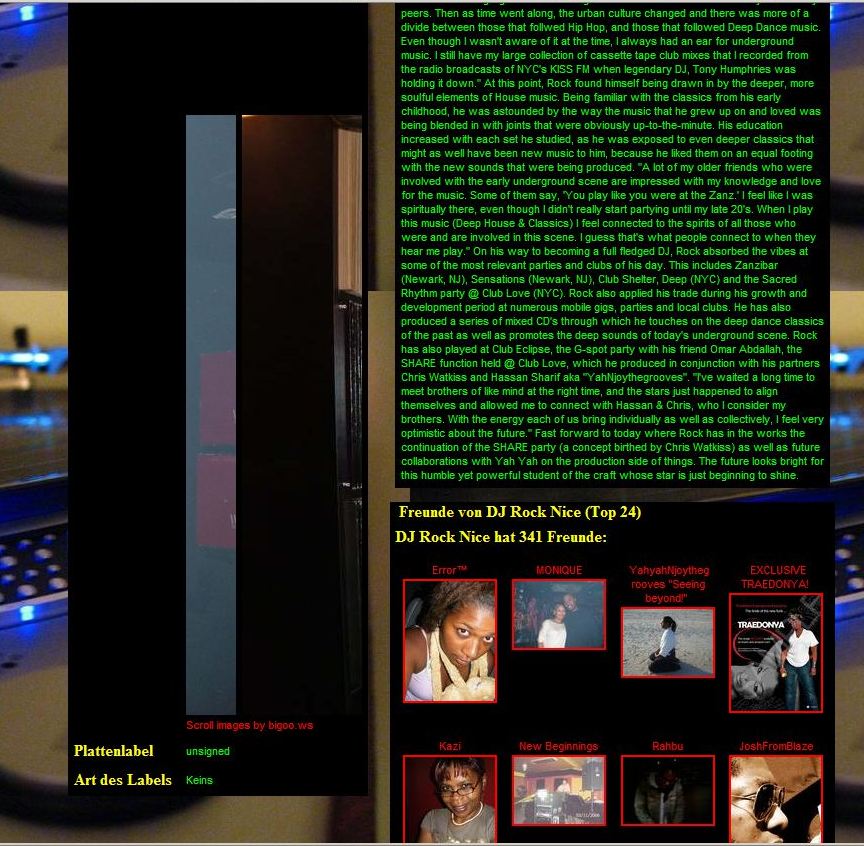 peers. Then as time went along, the urban culture changed and there was more of a
divide between those that follwed Hip Hop, and those that followed Deep Dance music.
Even though I wasn't aware of it at the time, I always had an ear for underground
music. I still have my large collection of cassette tape club mixes that I recorded from
the radio broadcasts of NYC's KISS FM when legendary DJ, Tony Humphries was
holding it down." At this point, Rock found himself being drawn in by the deeper, more
soulful elements of House music. Being familiar with the classics from his early
childhood, he was astounded by the way the music that he grew up on and loved was
being blended in with joints that were obviously up-to-the-minute. His education
increased with each set he studied, as he was exposed to even deeper classics that
might as well have been new music to him, because he liked them on an equal footing
with the new sounds that were being produced. "A lot of my older friends who were
involved with the early underground scene are impressed with my knowledge and love
for the music. Some of them say, 'You play like you were at the Zanz.' I feel like I was
spiritually there, even though I didn't really start partying until my late 20's. When I play
this music (Deep House & Classics) I feel connected to the spirits of all those who
were and are involved in this scene. I guess that's what people connect to when they
hear me play." On his way to becoming a full fledged DJ, Rock absorbed the vibes at
some of the most relevant parties and clubs of his day. This includes Zanzibar
(Newark, NJ), Sensations (Newark, NJ), Club Shelter, Deep (NYC) and the Sacred
Rhythm party @ Club Love (NYC). Rock also applied his trade during his growth and
development period at numerous mobile gigs, parties and local clubs. He has also
produced a series of mixed CD's through which he touches on the deep dance classics
of the past as well as promotes the deep sounds of today's underground scene. Rock
has also played at Club Eclipse, the G-spot party with his friend Omar Abdallah, the
SHARE function held @ Club Love, which he produced in conjunction with his partners
Chris Watkiss and Hassan Sharif aka "YahNjoythegrooves". "I've waited a long time to
meet brothers of like mind at the right time, and the stars just happened to align
themselves and allowed me to connect with Hassan & Chris, who I consider my
brothers. With the energy each of us bring individually as well as collectively, I feel very
optimistic about the future." Fast forward to today where Rock has in the works the
continuation of the SHARE party (a concept birthed by Chris Watkiss) as well as future
collaborations with Yah Yah on the production side of things. The future looks bright for
this humble yet powerful student of the craft whose star is just beginning to shine.
Scroll images by bigoo.ws
Plattenlabel unsigned
Art des Labels Keins
Freunde von DJ Rock Nice (Top 24)
DJ Rock Nice hat 341 Freunde:
Error™
MONIQUE
YahyahNjoytheg
rooves "Seeing
beyond!"
EXCLUSIVE
TRAEDONYA!
TRAEDONYA
Kazi
New Beginnings
Rahbu
JoshFromBlaze